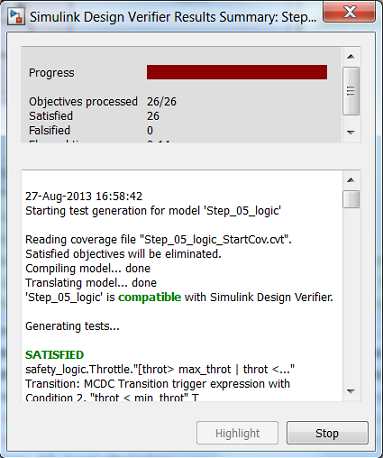 Simulink Design Verifier Results Summary: Step...
Progress
Objectives processed 26/26
Satisfied 26
Falsified 0
27-Aug-2013 16:58:42
Starting test generation for model 'Step_05_logic'
Reading coverage file "Step_05_logic_StartCov.cvt".
Satisfied objectives will be eliminated.
Compiling model... done
Translating model... done
'Step_05_logic' is compatible with Simulink Design Verifier.
Generating tests...
SATISFIED
safety_logic.Throttle."[throt> max_throt | throt <..."
Transition: MCDC Transition trigger expression with
Condition 2, "throt < min_throt" T
Highlight
Stop